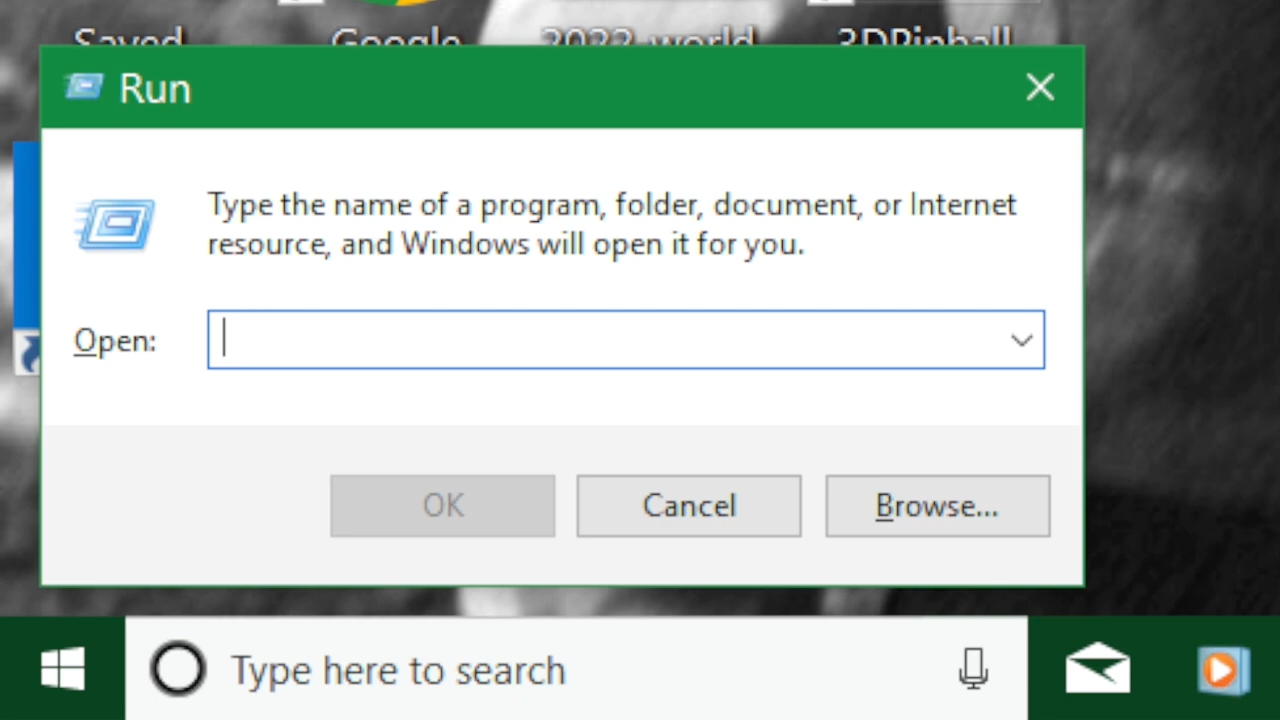 Saved
Google
2022-world
3DPinball
Run
Type the name of a program, folder, document, or Internet
resource, and Windows will open it for you.
Open:
OK
Cancel
Browse...
Type here to search